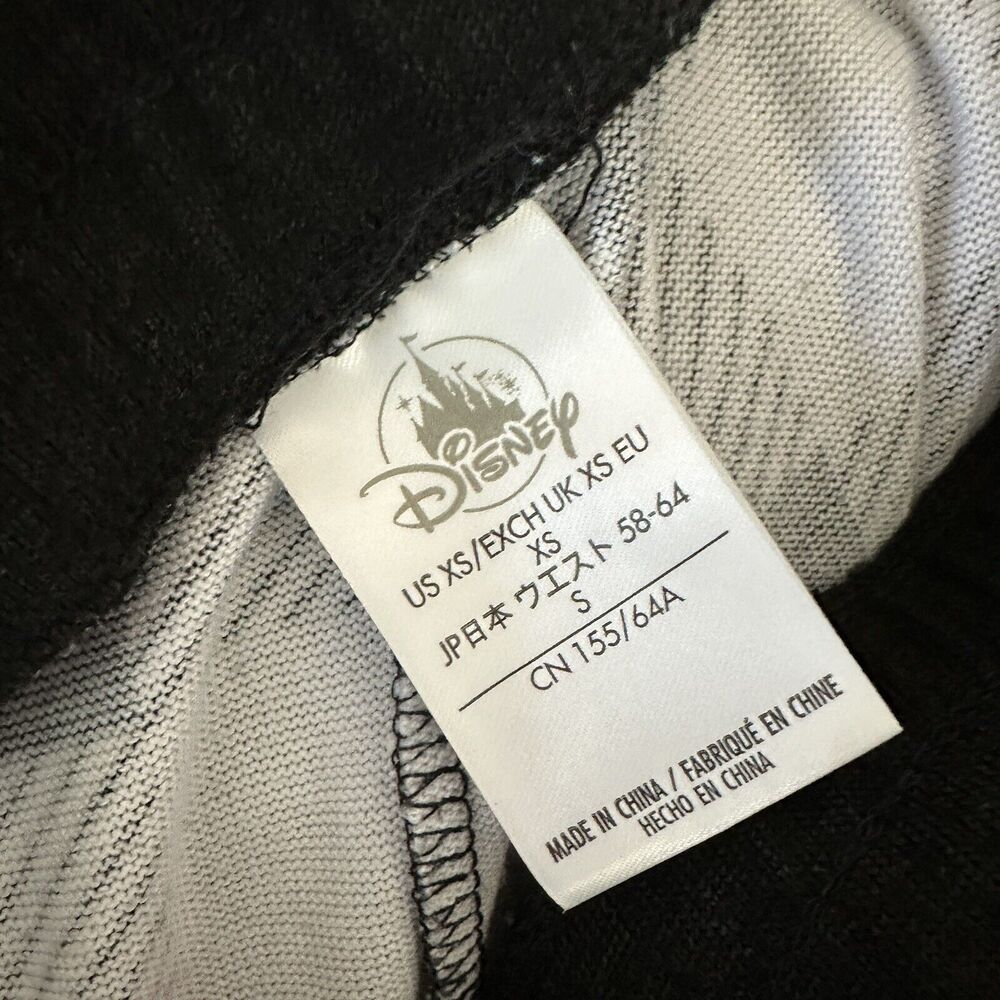 Disney
US XS/EXCH UK XS EU
XS
JP日本 ウエスト 58-64
S
CN 155/64A
MADE IN CHINA / FABRIQUÉ EN CHINE
HECHO EN CHINA